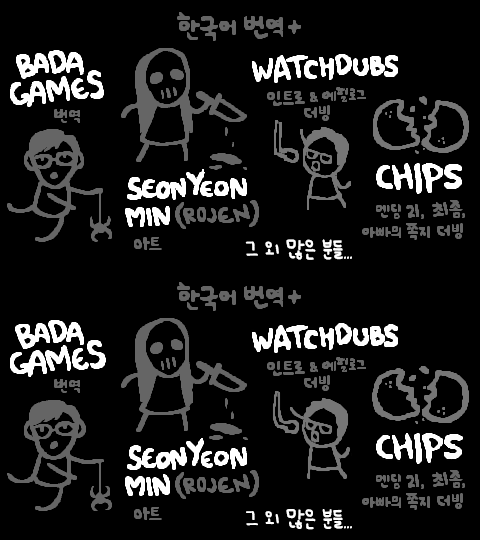 한국어 번역+
BADA
GAMES
번역
SEONYEON
MIN (ROJEN)
아트
WATCHDUBS
인트로 & 에필로그
더빙
CHIPS
엔딩 리, 최종,
아빠의 쪽지 더빙
그 외 많은 분들...
한국어 번역+
BADA
GAMES
번역
SEONYEON
MIN (ROJEN)
아트
WATCHDUBS
인트로 & 에필로그
더빙
CHIPS
엔딩 리, 최종,
아빠의 쪽지 더빙
그 외 많은 분들...